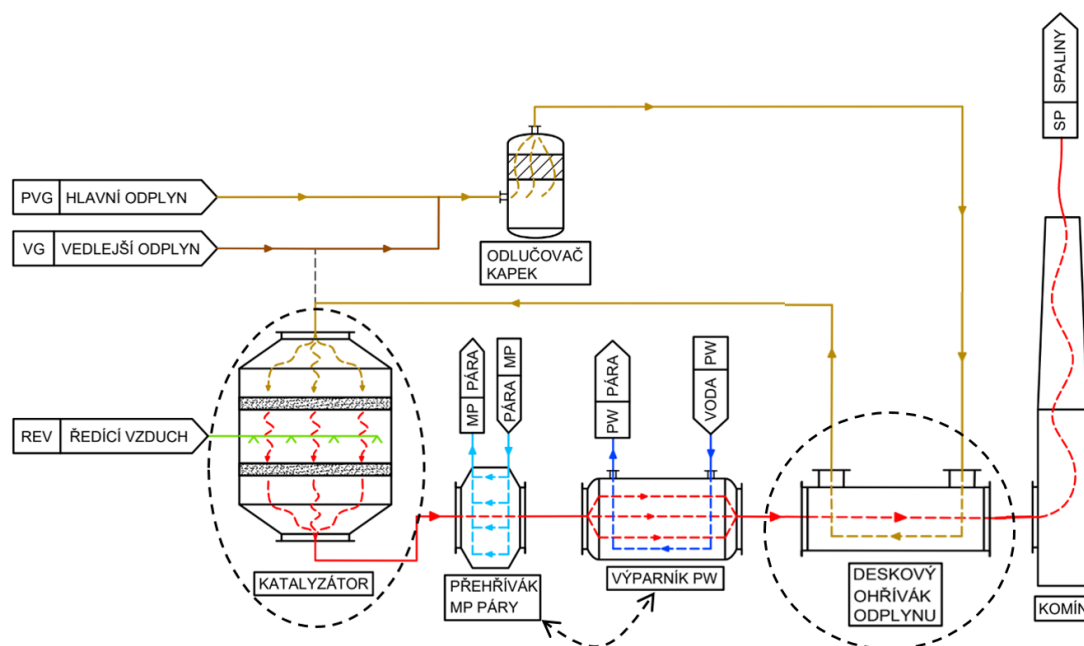 SP SPALINY
PVG HLAVNÍ ODPLYN
VG VEDLEJŠÍ ODPLYN
ODLUČOVAČ
KAPEK
MP PÁRA
PÁRA MP
PW PÁRA
VODA PW
REV ŘEDÍCÍ VZDUCH
KATALYZÁTOR
PŘEHŘÍVÁK
MP PÁRY
VÝPARNÍK PW
DESKOVÝ
OHŘÍVÁK
ODPLYNU
KOMÍN